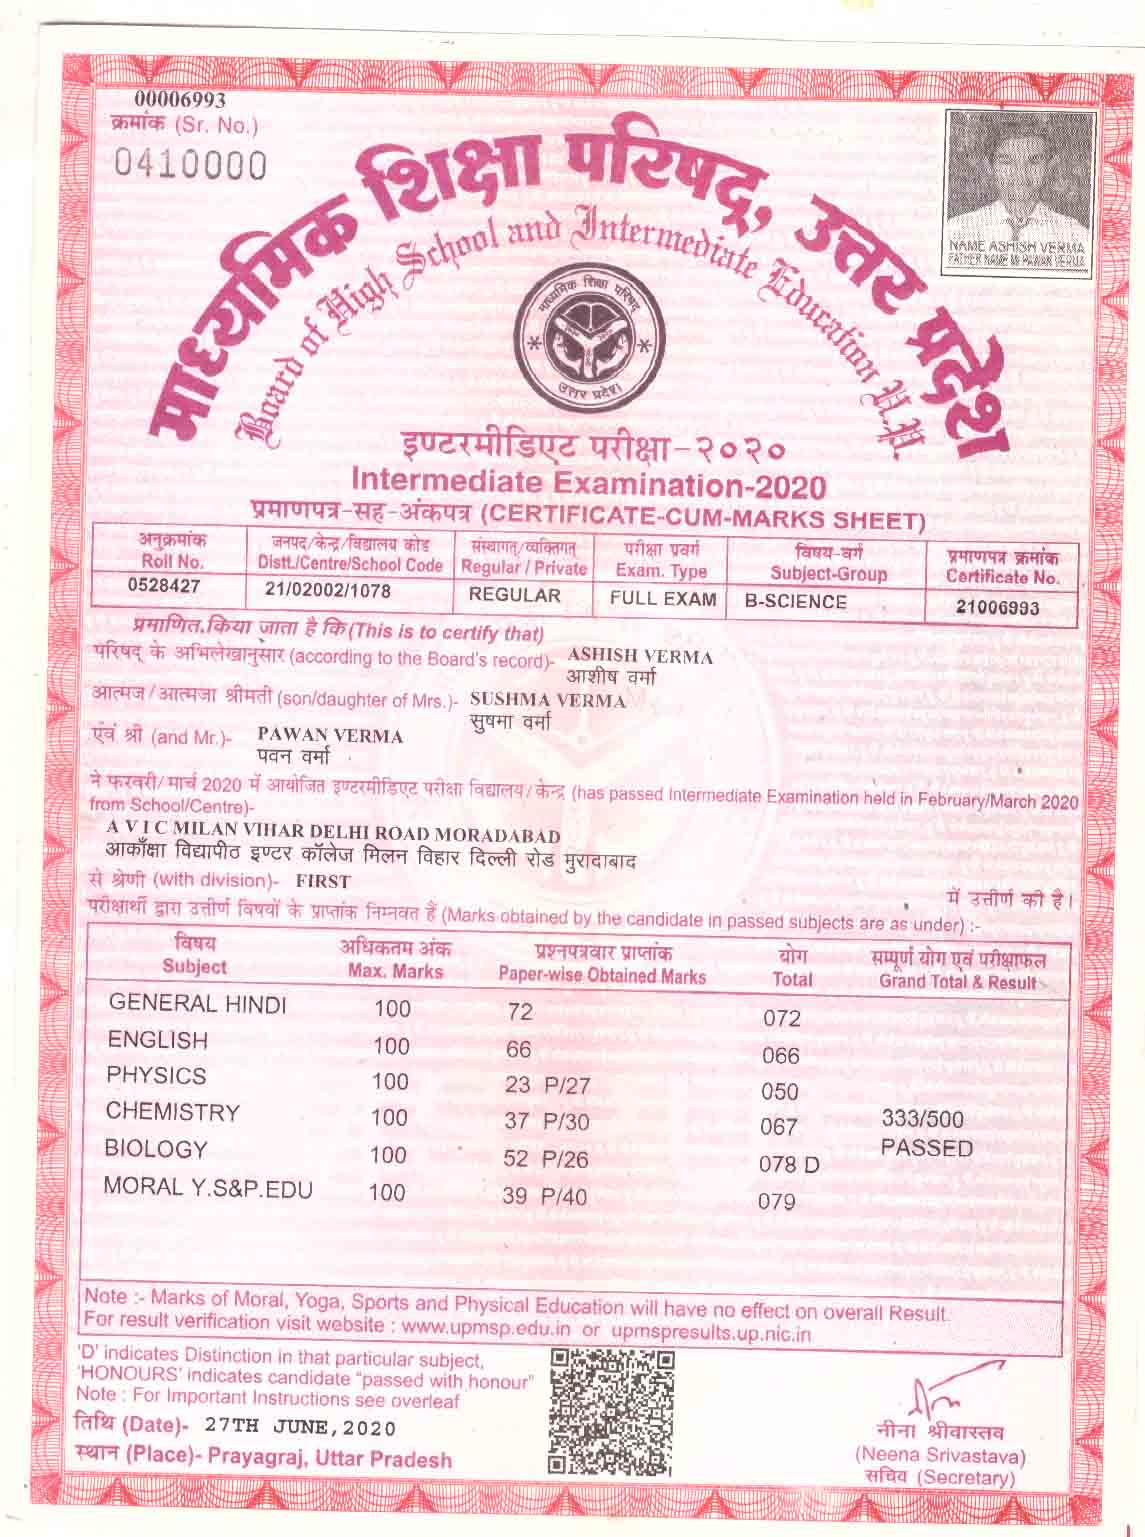 00006993
क्रमांक (Sr. No.)
0410000
माध्यमिक शिक्षा परिषद्, उत्तर प्रदेश
Board of High School and Intermediate Education U.P.
NAME ASHISH VERMA
FATHER NAME Mr PAWAN VERMA
माध्यमिक शिक्षा परिषद्
उत्तर प्रदेश
इण्टरमीडिएट परीक्षा-२०२०
Intermediate Examination-2020
प्रमाणपत्र-सह-अंकपत्र (CERTIFICATE-CUM-MARKS SHEET)
अनुक्रमांक जनपद/केन्द्र/विद्यालय कोड संस्थागत/व्यक्तिगत परीक्षा प्रवर्ग विषय-वर्ग प्रमाणपत्र क्रमांक
Roll No. Distt./Centre/School Code Regular / Private Exam. Type Subject-Group Certificate No.
0528427 21/02002/1078 REGULAR FULL EXAM B-SCIENCE 21006993
प्रमाणित किया जाता है कि (This is to certify that)
परिषद् के अभिलेखानुसार (according to the Board's record)- ASHISH VERMA
आशीष वर्मा
आत्मज/आत्मजा श्रीमती (son/daughter of Mrs.)- SUSHMA VERMA
सुषमा वर्मा
एंव श्री (and Mr.)- PAWAN VERMA
पवन वर्मा
ने फरवरी/मार्च 2020 में आयोजित इण्टरमीडिएट परीक्षा विद्यालय/केन्द्र (has passed Intermediate Examination held in February/March 2020
from School/Centre)-
A V I C MILAN VIHAR DELHI ROAD MORADABAD
आकाँक्षा विद्यापीठ इण्टर कॉलेज मिलन विहार दिल्ली रोड मुरादाबाद
से श्रेणी (with division)- FIRST में उत्तीर्ण की है।
परीक्षार्थी द्वारा उत्तीर्ण विषयों के प्राप्तांक निम्नवत हैं (Marks obtained by the candidate in passed subjects are as under) :-
विषय अधिकतम अंक प्रश्नपत्रवार प्राप्तांक योग सम्पूर्ण योग एवं परीक्षाफल
Subject Max. Marks Paper-wise Obtained Marks Total Grand Total & Result
GENERAL HINDI 100 72 072
ENGLISH 100 66 066
PHYSICS 100 23 P/27 050
CHEMISTRY 100 37 P/30 067 333/500
BIOLOGY 100 52 P/26 078 D PASSED
MORAL Y.S&P.EDU 100 39 P/40 079
Note :- Marks of Moral, Yoga, Sports and Physical Education will have no effect on overall Result.
For result verification visit website : www.upmsp.edu.in or upmspresults.up.nic.in
'D' indicates Distinction in that particular subject,
'HONOURS' indicates candidate "passed with honour"
Note : For Important Instructions see overleaf
तिथि (Date)- 27TH JUNE,2020
स्थान (Place)- Prayagraj, Uttar Pradesh
नीना श्रीवास्तव
(Neena Srivastava)
सचिव (Secretary)